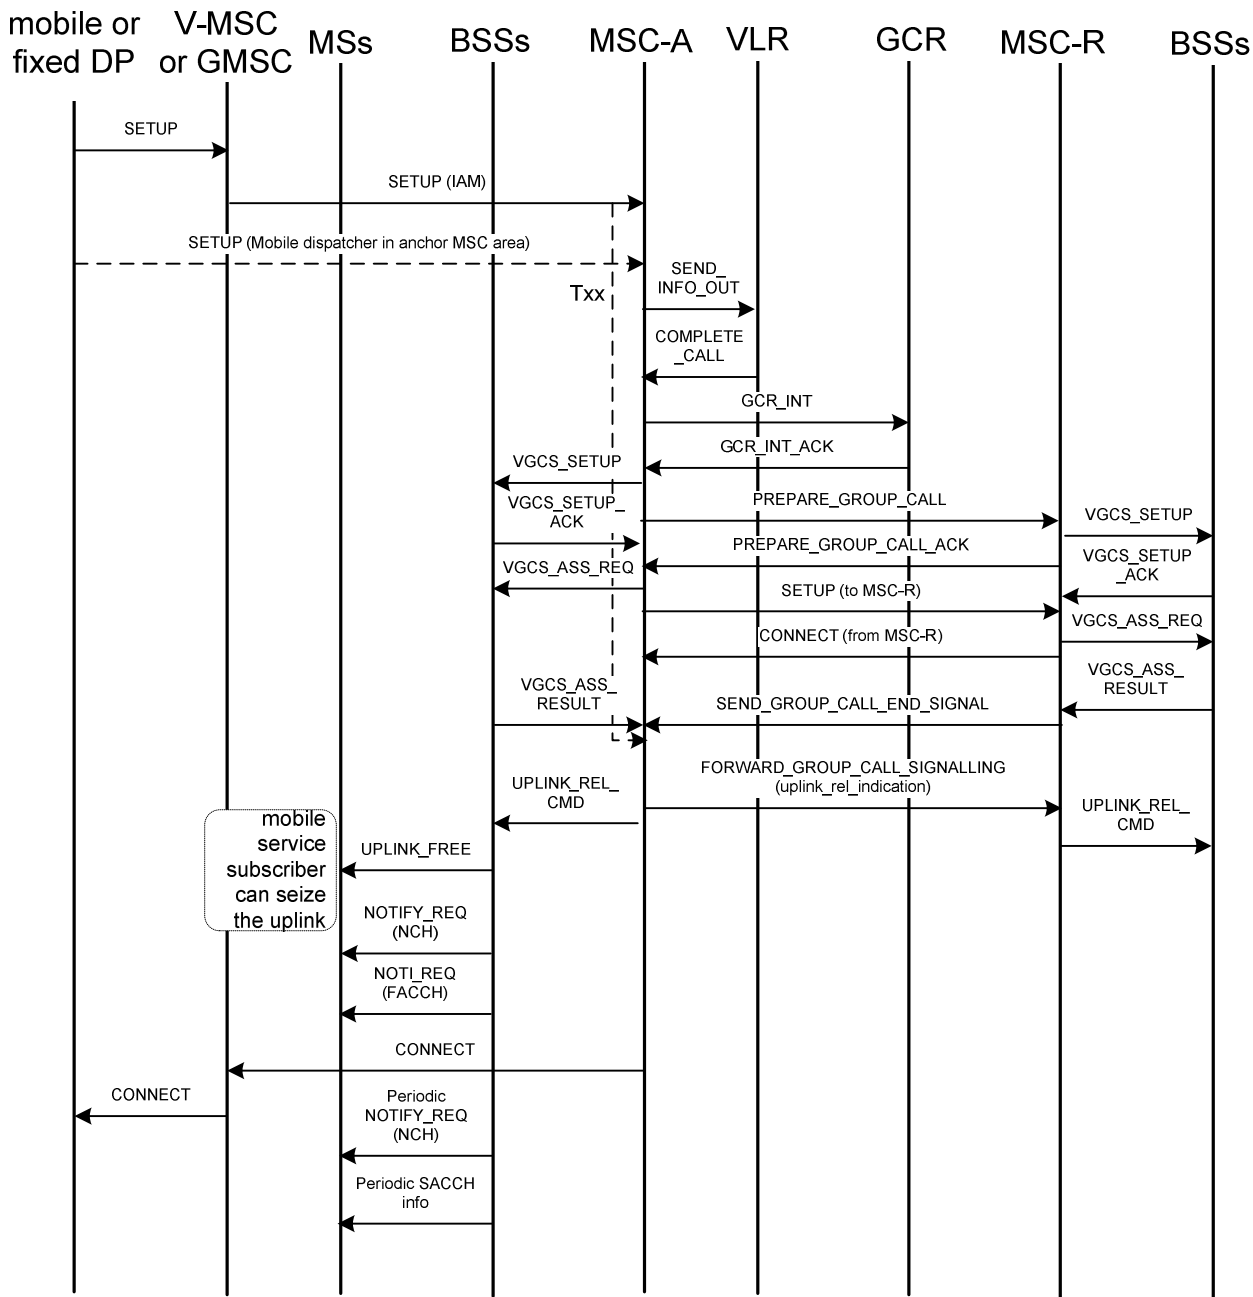 mobile or
fixed DP
V-MSC
or GMSC
MSs
BSSs
MSC-A
VLR
GCR
MSC-R
BSSs
SETUP
SETUP (IAM)
SETUP (Mobile dispatcher in anchor MSC area)
Txx
SEND_
INFO_OUT
COMPLETE
_CALL
GCR_INT
GCR_INT_ACK
VGCS_SETUP
PREPARE_GROUP_CALL
VGCS_SETUP
VGCS_SETUP_
ACK
PREPARE_GROUP_CALL_ACK
VGCS_SETUP
_ACK
VGCS_ASS_REQ
SETUP (to MSC-R)
VGCS_ASS_REQ
CONNECT (from MSC-R)
VGCS_ASS_
RESULT
VGCS_ASS_
RESULT
SEND_GROUP_CALL_END_SIGNAL
FORWARD_GROUP_CALL_SIGNALLING
(uplink_rel_indication)
UPLINK_REL_
CMD
UPLINK_REL_
CMD
mobile
service
subscriber
can seize
the uplink
UPLINK_FREE
NOTIFY_REQ
(NCH)
NOTI_REQ
(FACCH)
CONNECT
CONNECT
Periodic
NOTIFY_REQ
(NCH)
Periodic SACCH
info